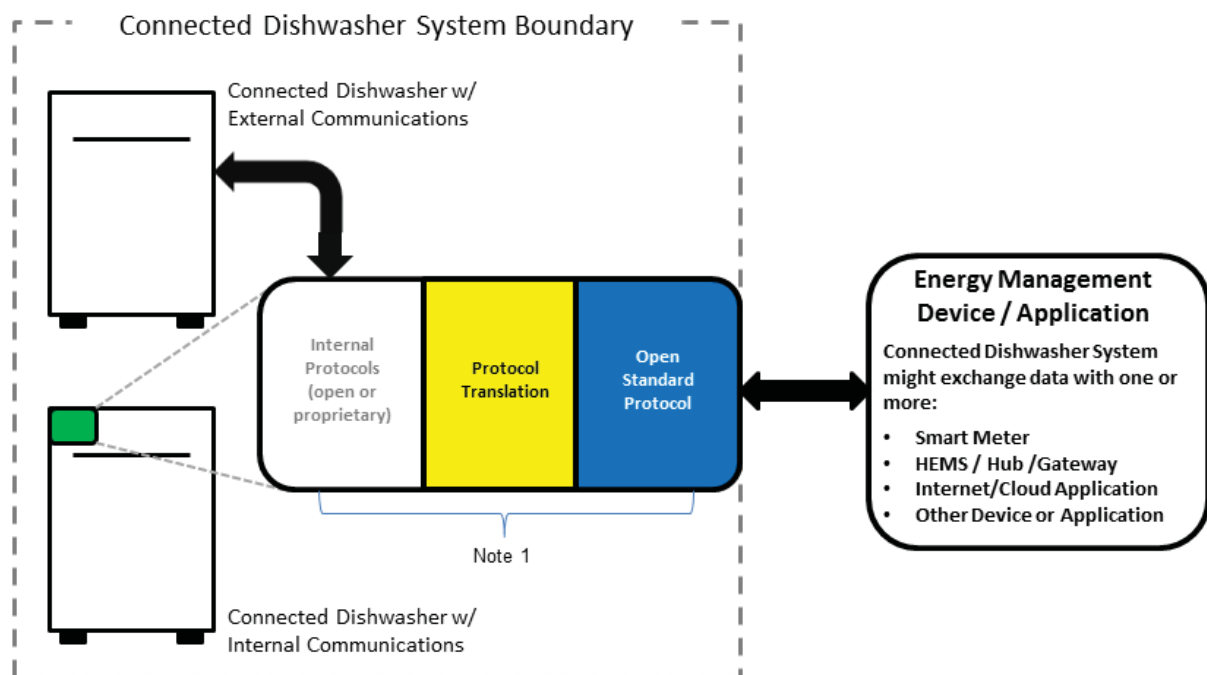 Connected Dishwasher System Boundary
Connected Dishwasher w/
External Communications
Internal
Protocols
(open or
proprietary)
Protocol
Translation
Open
Standard
Protocol
Note 1
Connected Dishwasher w/
Internal Communications
Energy Management
Device / Application
Connected Dishwasher System
might exchange data with one or
more:
• Smart Meter
• HEMS / Hub /Gateway
• Internet/Cloud Application
• Other Device or Application